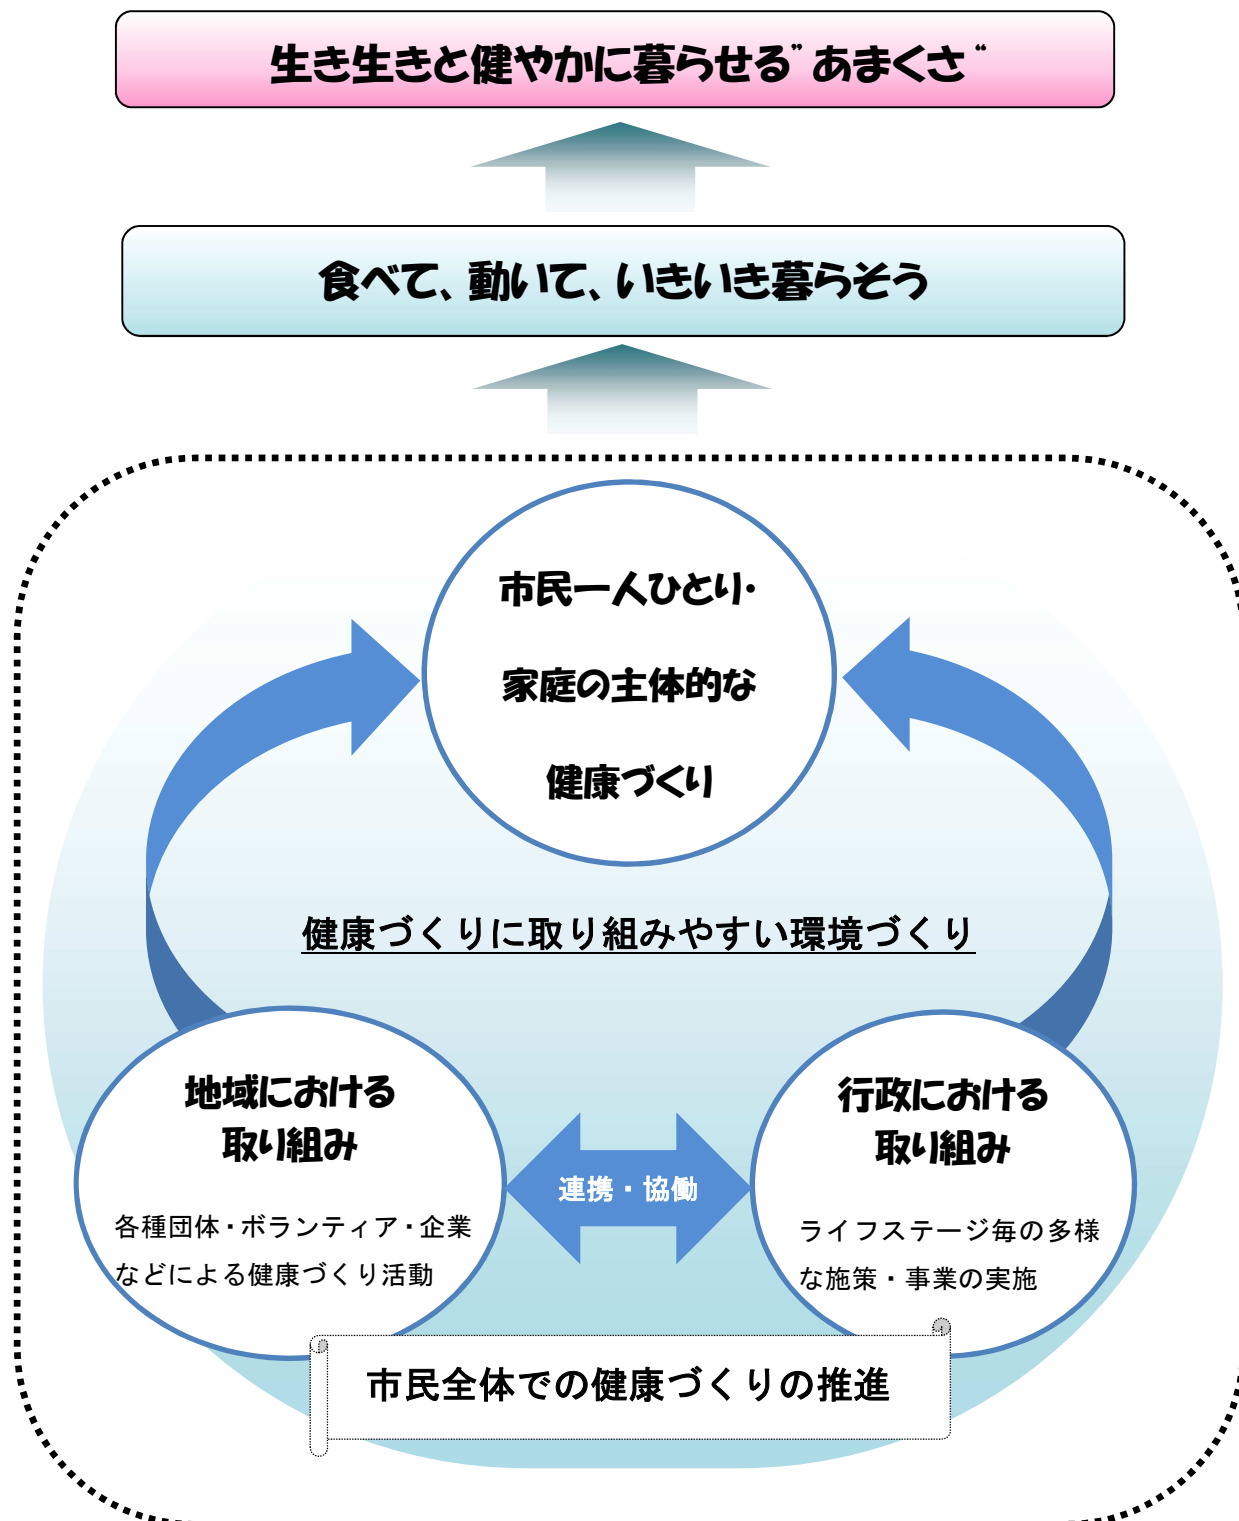 生き生きと健やかに暮らせる”あまくさ“
食べて、動いて、いきいき暮らそう
市民一人ひとり・
家庭の主体的な
健康づくり
健康づくりに取り組みやすい環境づくり
地域における
取り組み
各種団体・ボランティア・企業
などによる健康づくり活動
連携・協働
行政における
取り組み
ライフステージ毎の多様
な施策・事業の実施
市民全体での健康づくりの推進